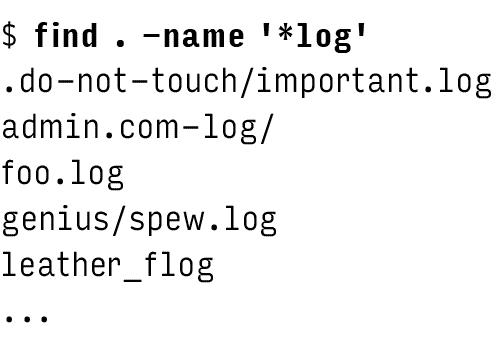 $ find . -name '*log'
.do-not-touch/important.log
admin.com-log/
foo.log
genius/spew.log
leather_flog
...